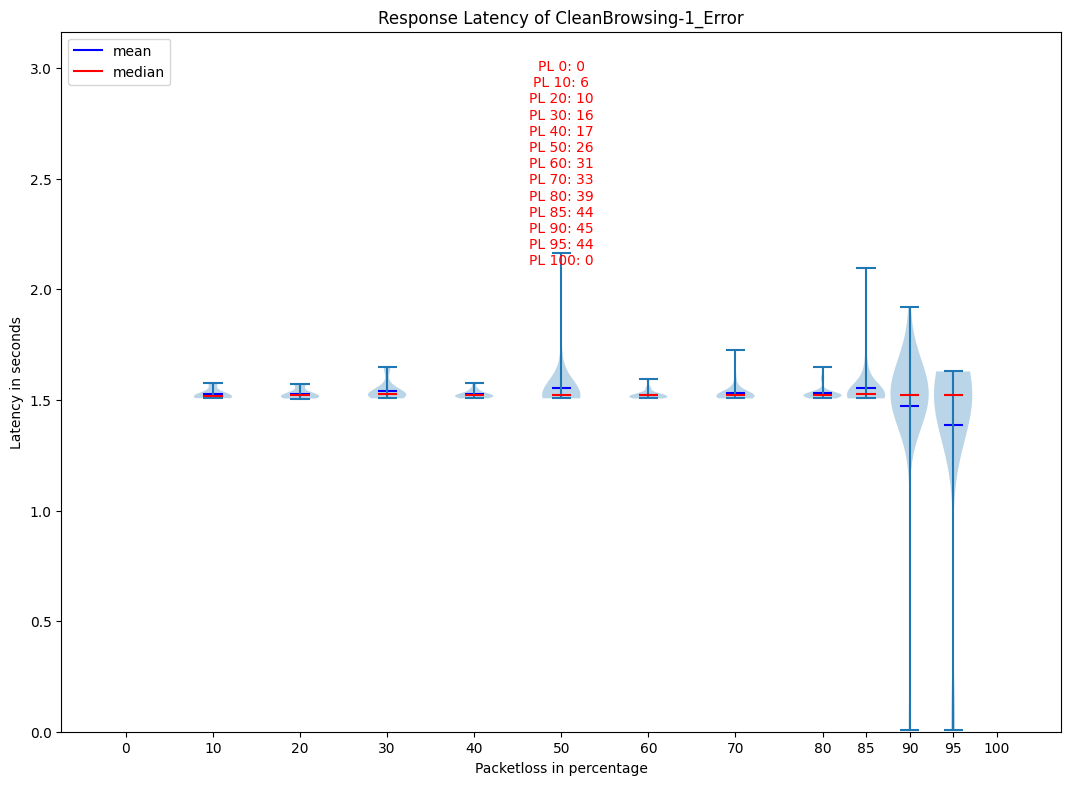 Response Latency of CleanBrowsing-1_Error
mean
median
PL 0: 0
PL 10: 6
PL 20: 10
PL 30: 16
PL 40: 17
PL 50: 26
PL 60: 31
PL 70: 33
PL 80: 39
PL 85: 44
PL 90: 45
PL 95: 44
PL 100: 0
Latency in seconds
3.0
2.5
2.0
1.5
1.0
0.5
0.0
0 10 20 30 40 50 60 70 80 85 90 95 100
Packetloss in percentage